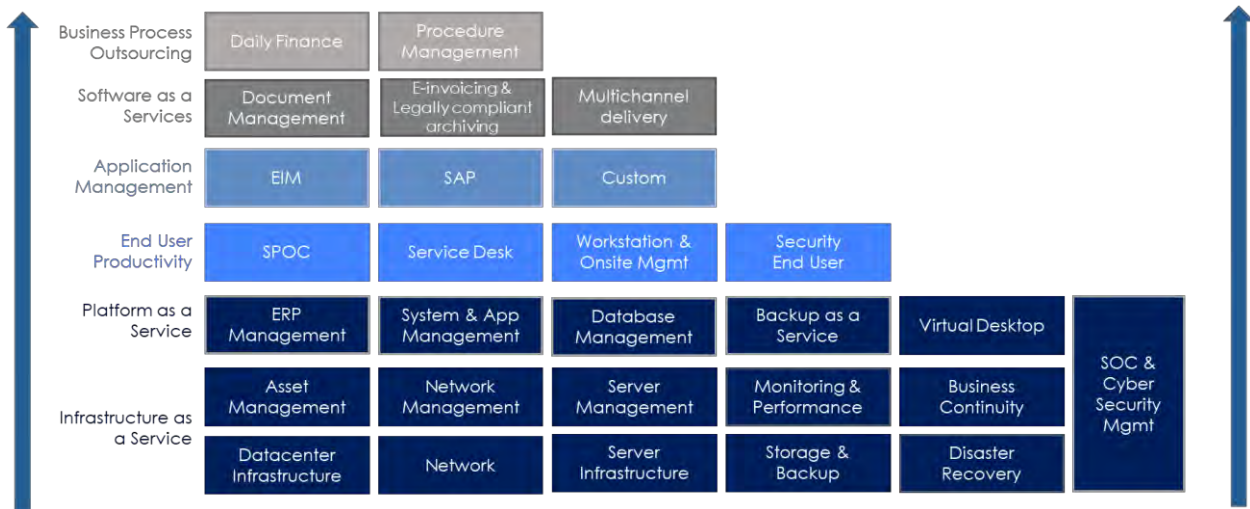 Business Process
Outsourcing
Daily Finance
Procedure
Management
Software as a
Services
Document
Management
E-invoicing &
Legally compliant
archiving
Multichannel
delivery
Application
Management
EIM
SAP
Custom
End User
Productivity
SPOC
Service Desk
Workstation &
Onsite Mgmt
Security
End User
Platform as a
Service
ERP
Management
System & App
Management
Database
Management
Backup as a
Service
Virtual Desktop
SOC &
Cyber
Security
Mgmt
Infrastructure as
a Service
Asset
Management
Network
Management
Server
Management
Monitoring &
Performance
Business
Continuity
Datacenter
Infrastructure
Network
Server
Infrastructure
Storage &
Backup
Disaster
Recovery